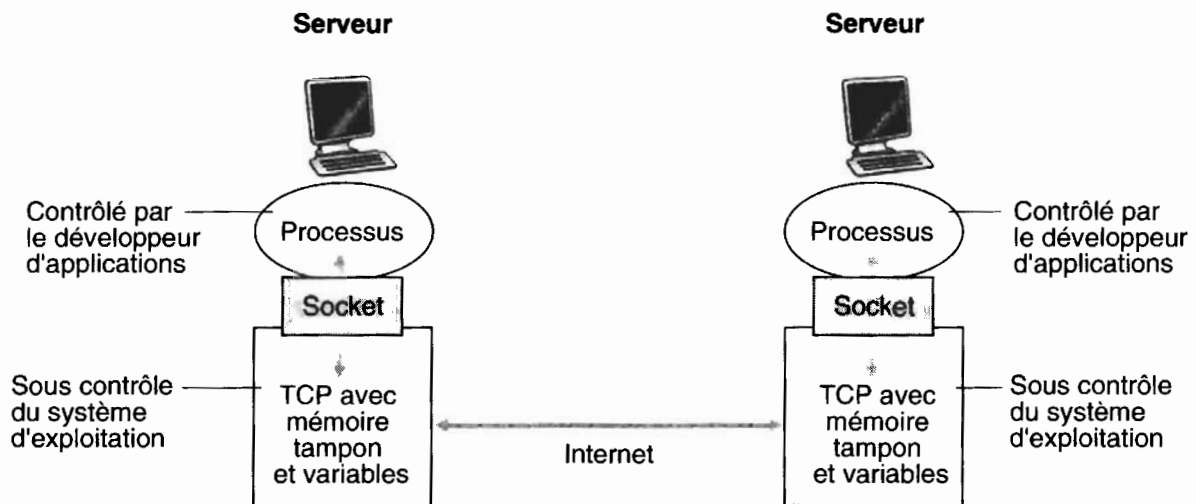 Serveur
Serveur
Contrôlé par
le développeur
d'applications
Processus
Processus
Contrôlé par
le développeur
d'applications
Socket
Socket
Sous contrôle
du système
d'exploitation
TCP avec
mémoire
tampon
et variables
Internet
TCP avec
mémoire
tampon
et variables
Sous contrôle
du système
d'exploitation